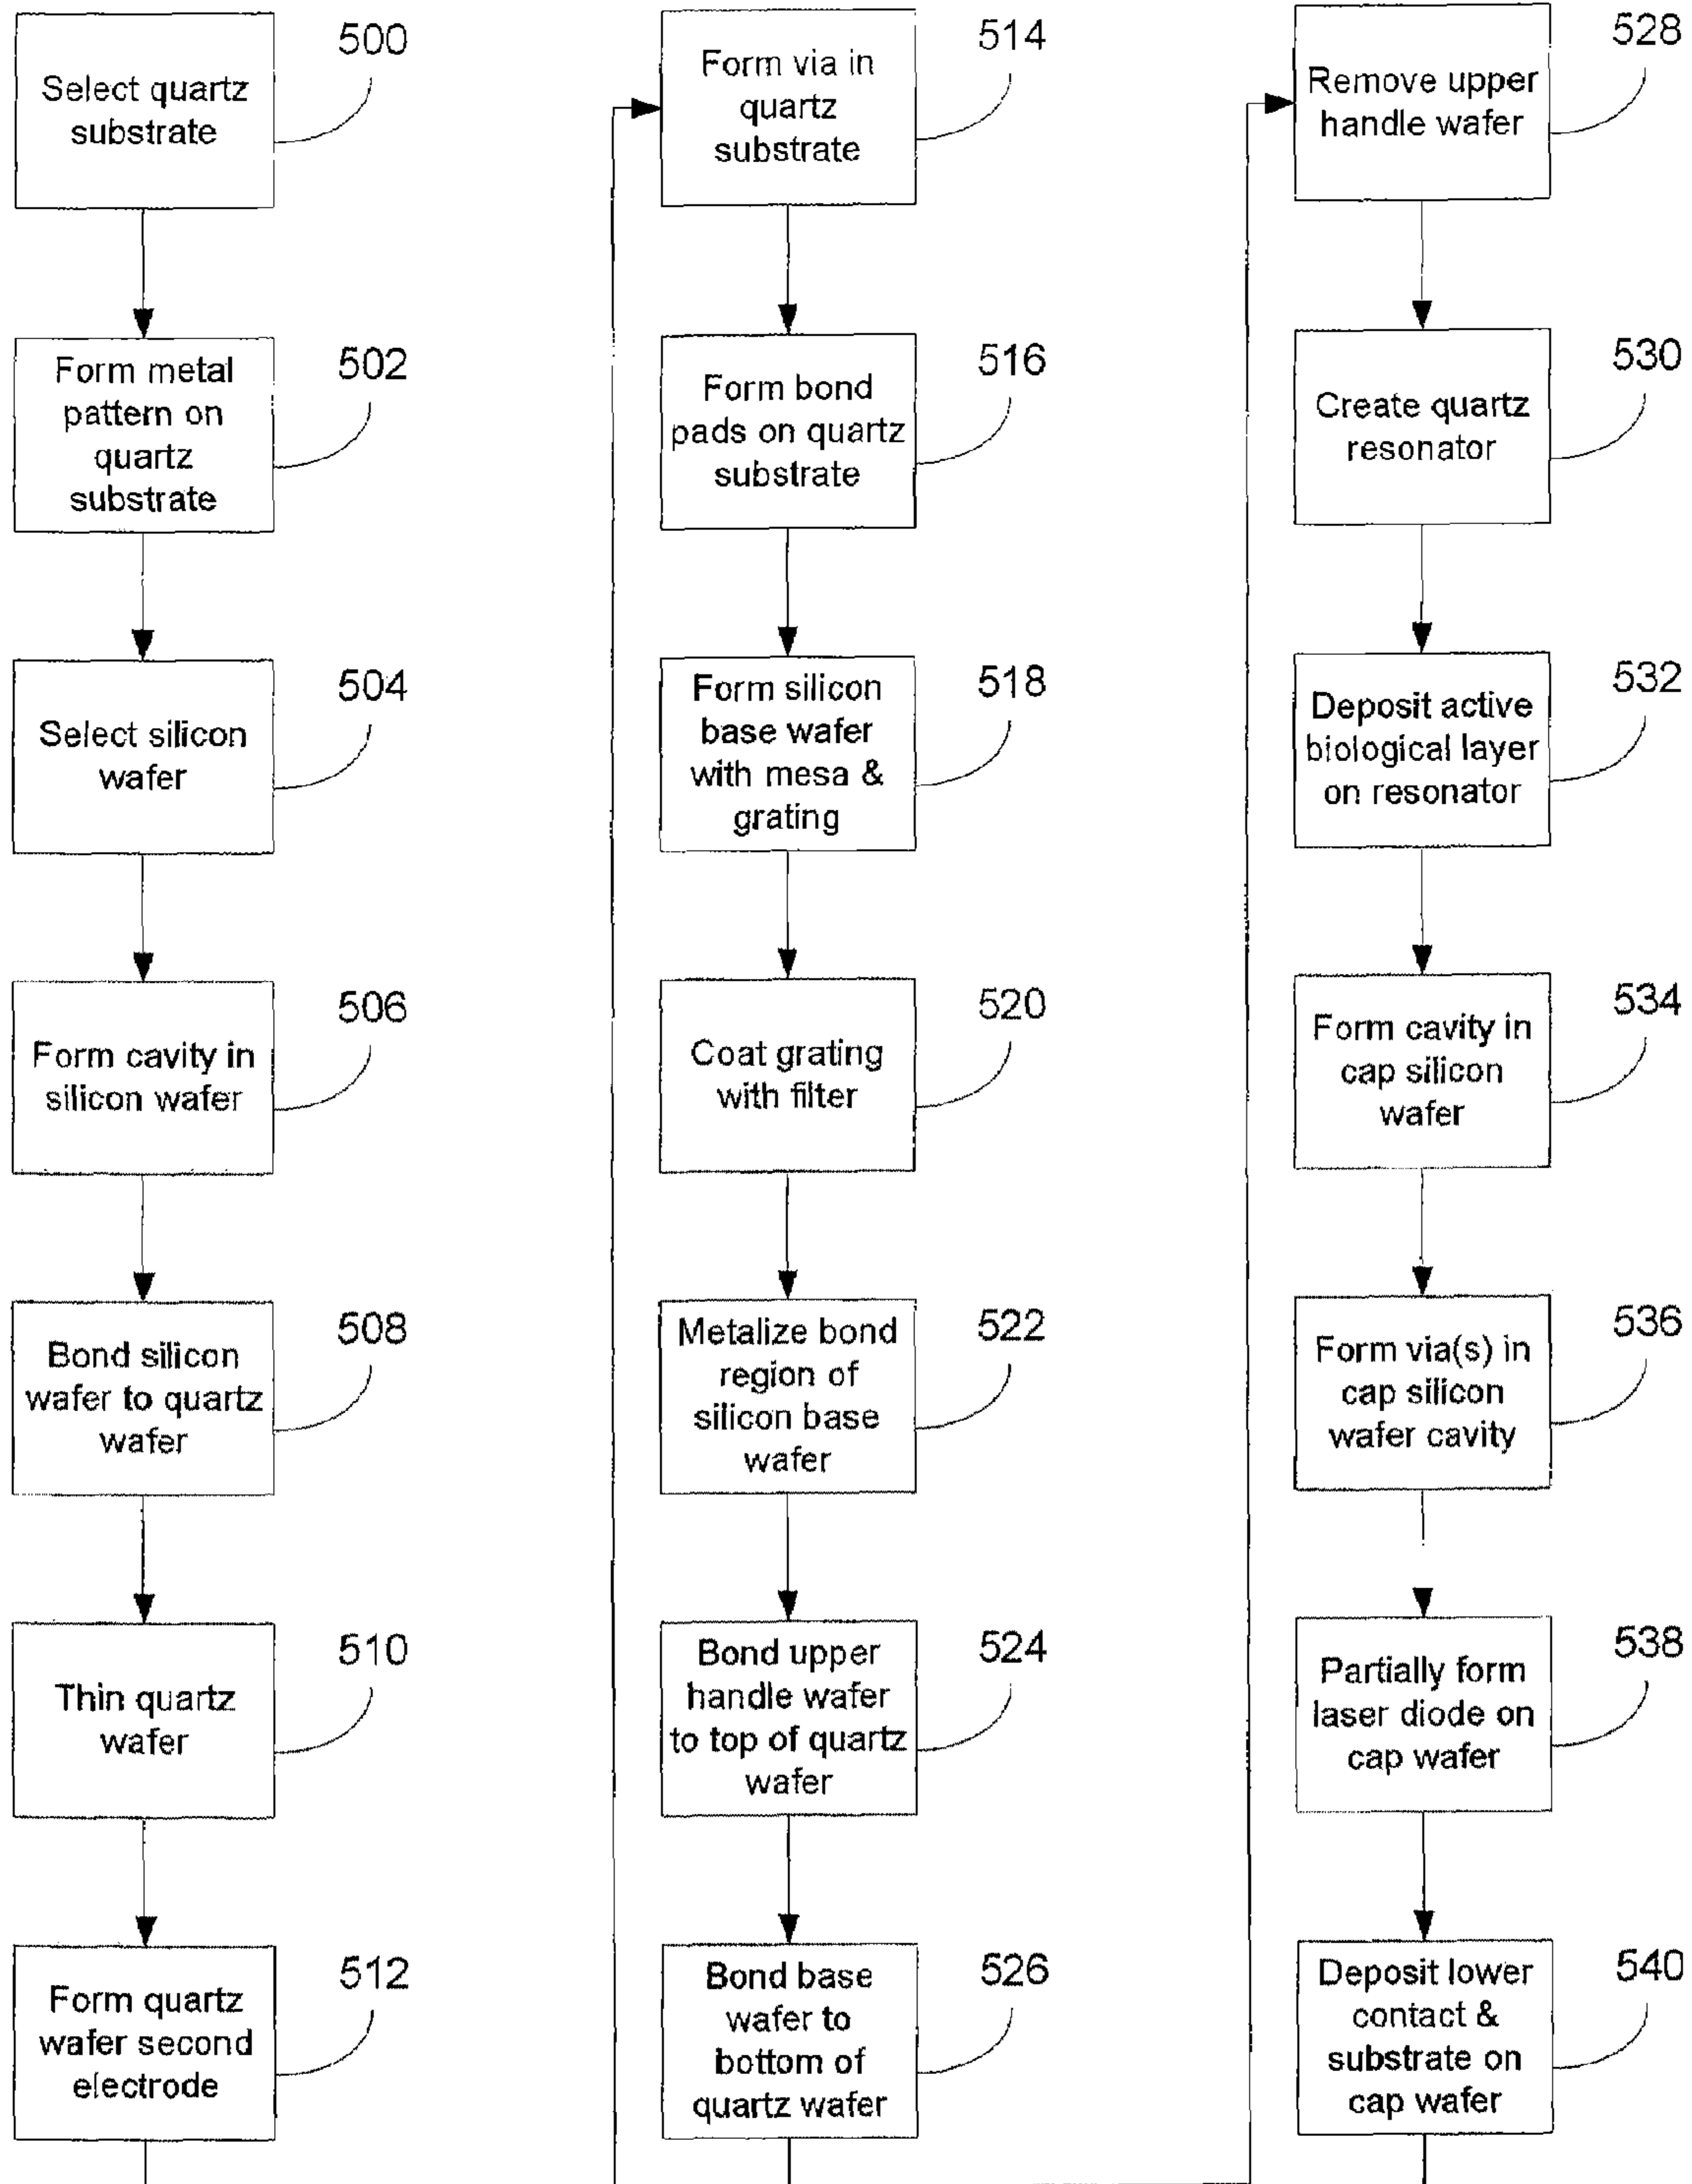 500
Select quartz
substrate
502
Form metal
pattern on
quartz
substrate
504
Select silicon
wafer
506
Form cavity in
silicon wafer
508
Bond silicon
wafer to quartz
wafer
510
Thin quartz
wafer
512
Form quartz
wafer second
electrode
514
Form via in
quartz
substrate
516
Form bond
pads on quartz
substrate
518
Form silicon
base wafer
with mesa &
grating
520
Coat grating
with filter
522
Metalize bond
region of
silicon base
wafer
524
Bond upper
handle wafer
to top of quartz
wafer
526
Bond base
wafer to
bottom of
quartz wafer
528
Remove upper
handle wafer
530
Create quartz
resonator
532
Deposit active
biological layer
on resonator
534
Form cavity in
cap silicon
wafer
536
Form via(s) in
cap silicon
wafer cavity
538
Partially form
laser diode on
cap wafer
540
Deposit lower
contact &
substrate on
cap wafer